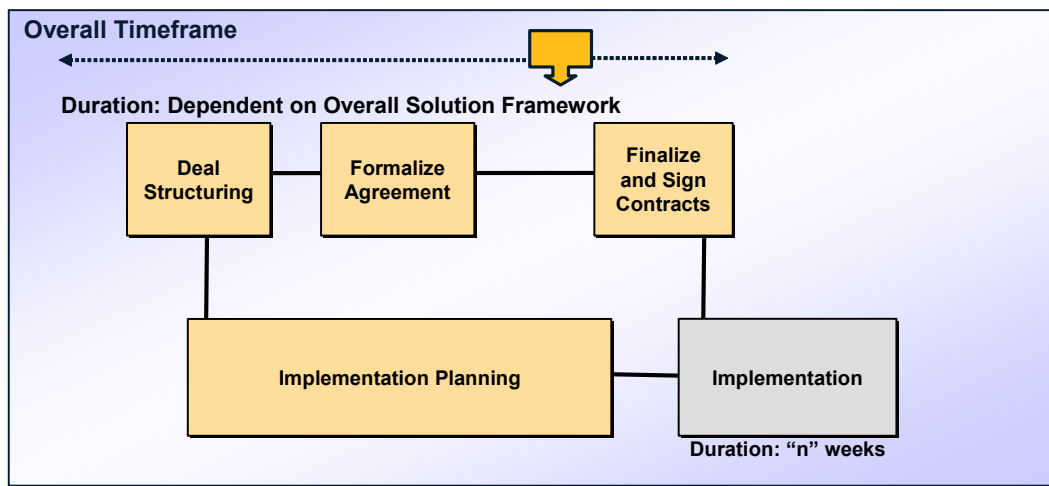 Overall Timeframe
Duration: Dependent on Overall Solution Framework
Deal
Structuring
Formalize
Agreement
Finalize
and Sign
Contracts
Implementation Planning
Implementation
Duration: “n” weeks